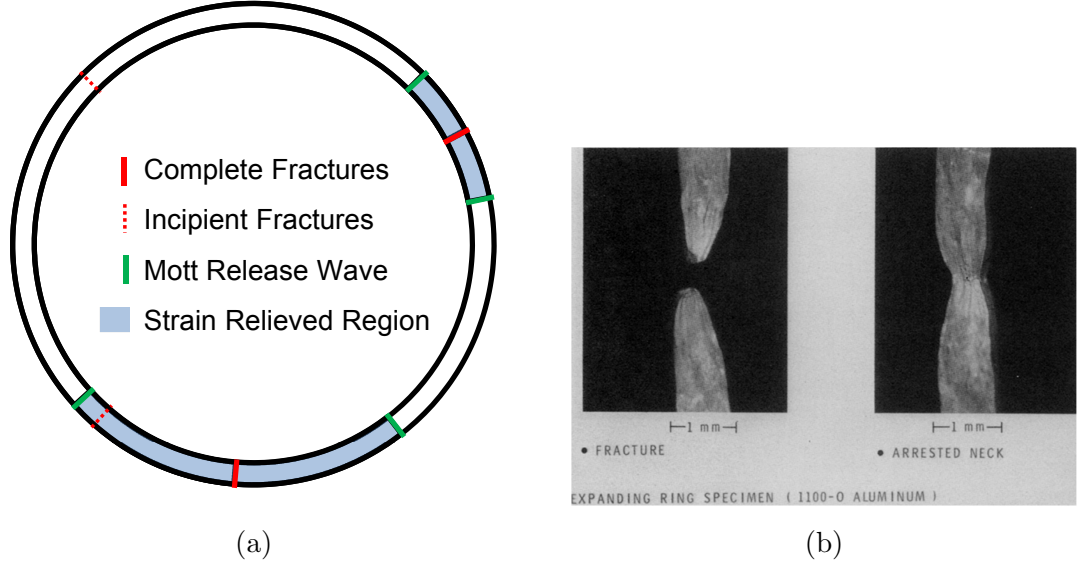 Complete Fractures
Incipient Fractures
Mott Release Wave
Strain Relieved Region
1 mm
1 mm
• FRACTURE
• ARRESTED NECK
EXPANDING RING SPECIMEN ( 1100-O ALUMINUM )
(a)
(b)